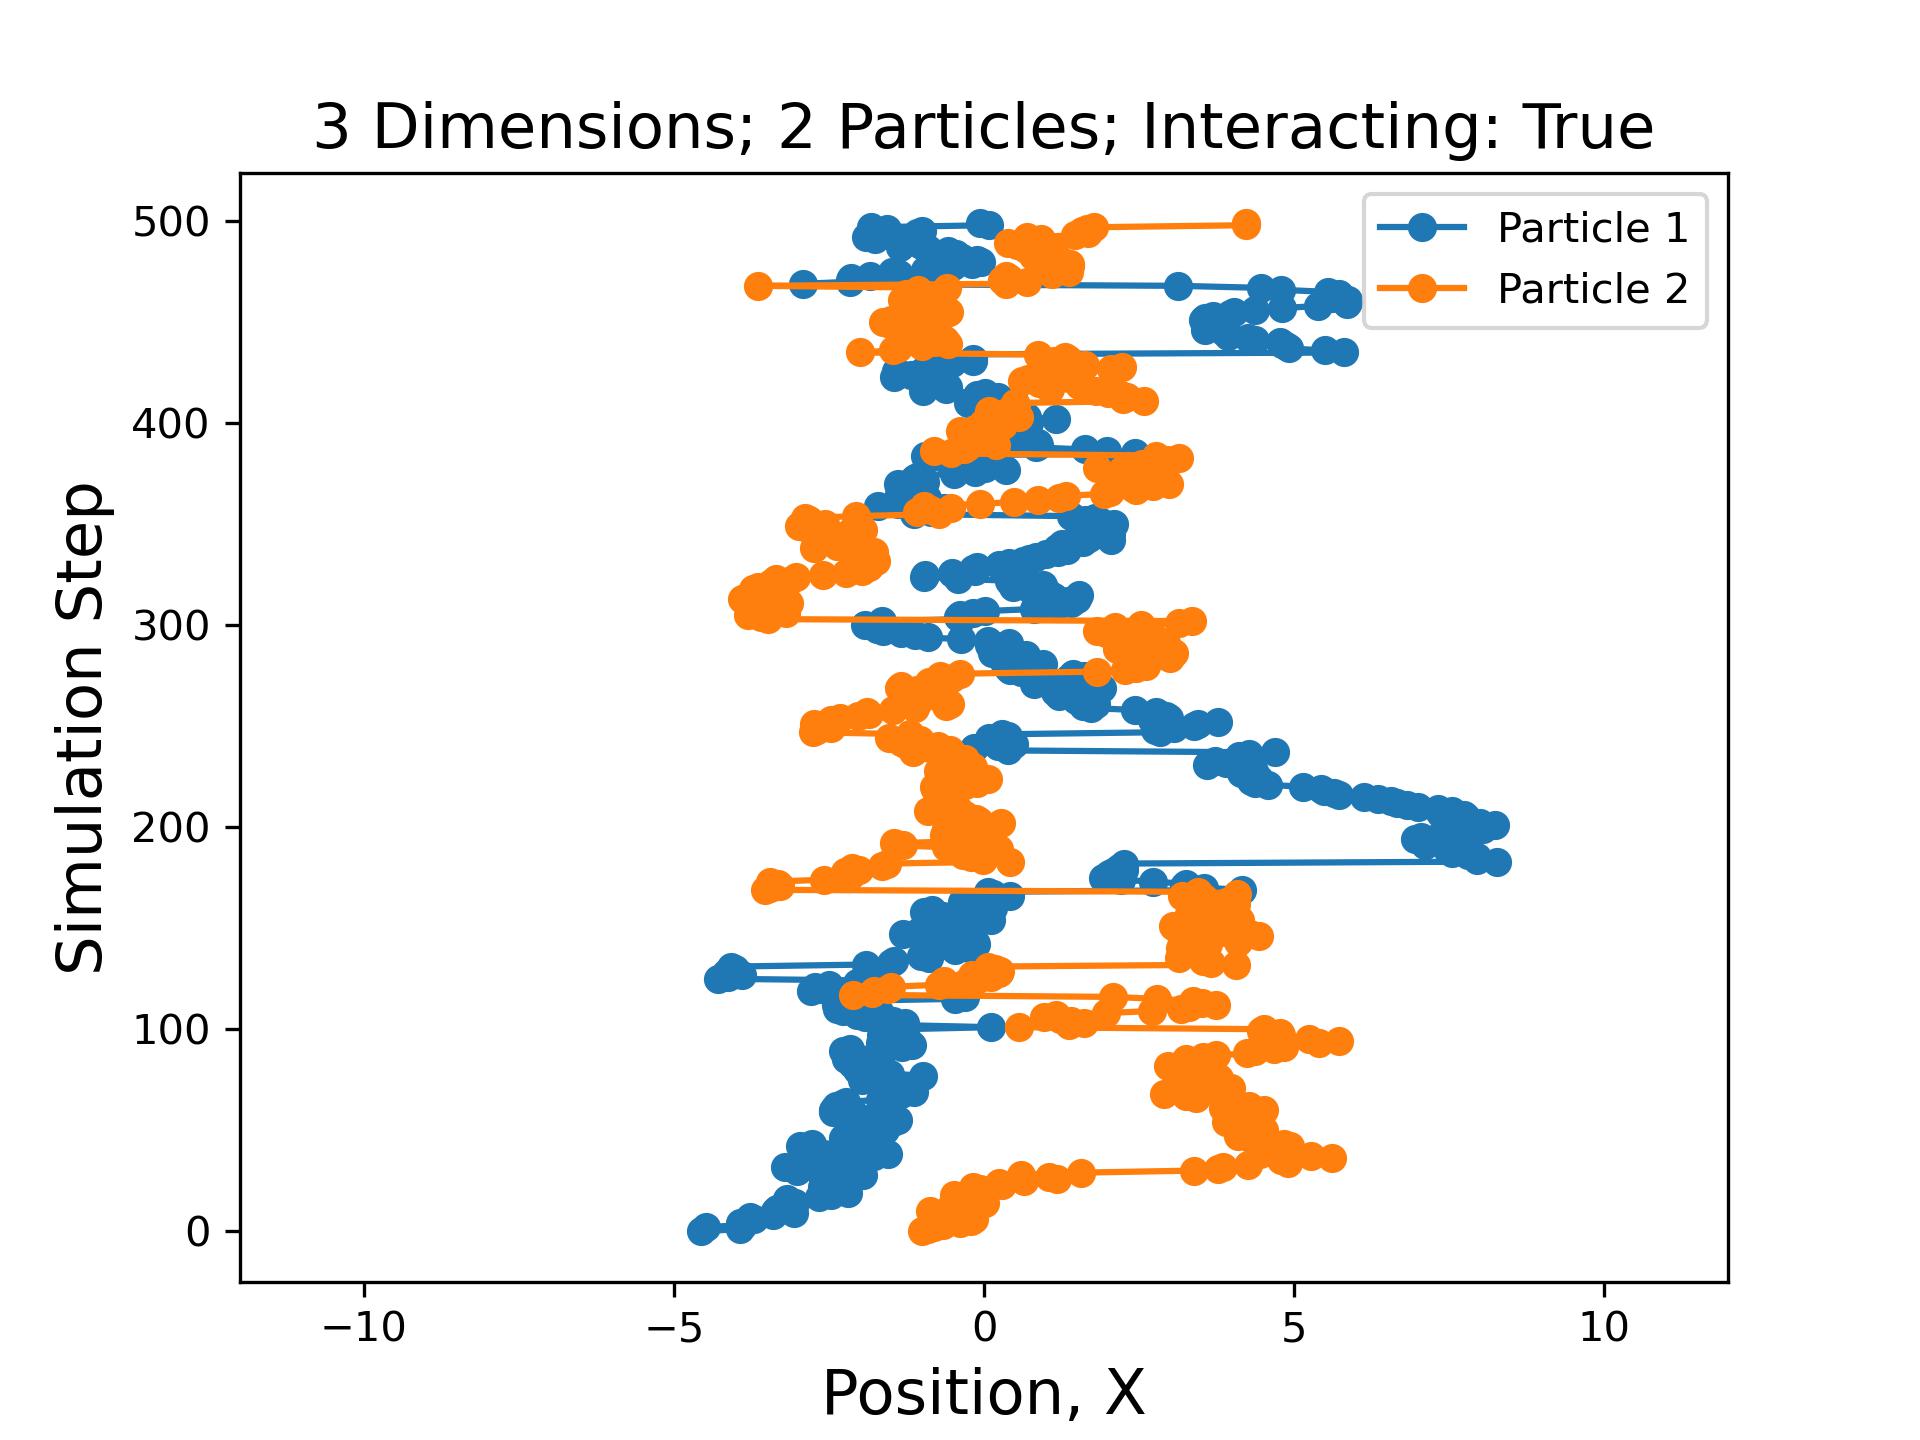 3 Dimensions; 2 Particles; Interacting: True
Particle 1
Particle 2
500
400
300
200
100
0
Simulation Step
−10
−5
0
5
10
Position, X